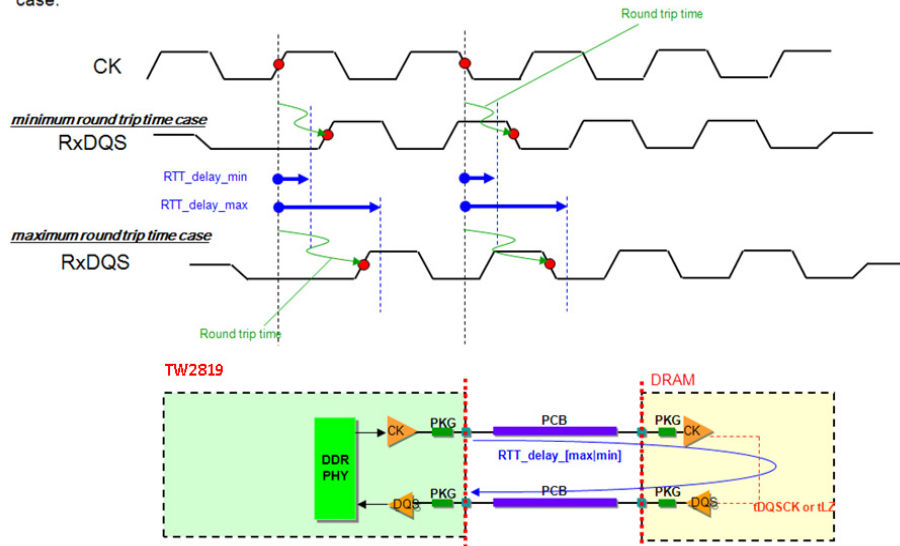 case.
Round trip time
CK
minimum round trip time case
RxDQS
RTT_delay_min
RTT_delay_max
maximum round trip time case
RxDQS
Round trip time
TW2819
DRAM
DDR
PHY
CK
PKG
PCB
PKG
CK
RTT_delay_[max|min]
DQS
PKG
PCB
PKG
DQS
tDQSCK or tLZ